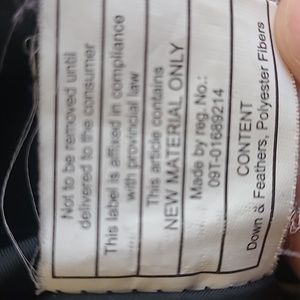 Not to be removed until
delivered to the consumer
This label is affixed in compliance
with provincial law
This article contains
NEW MATERIAL ONLY
Made by reg. No.:
091-01689214
CONTENT
Down & Feathers, Polyester Fibers